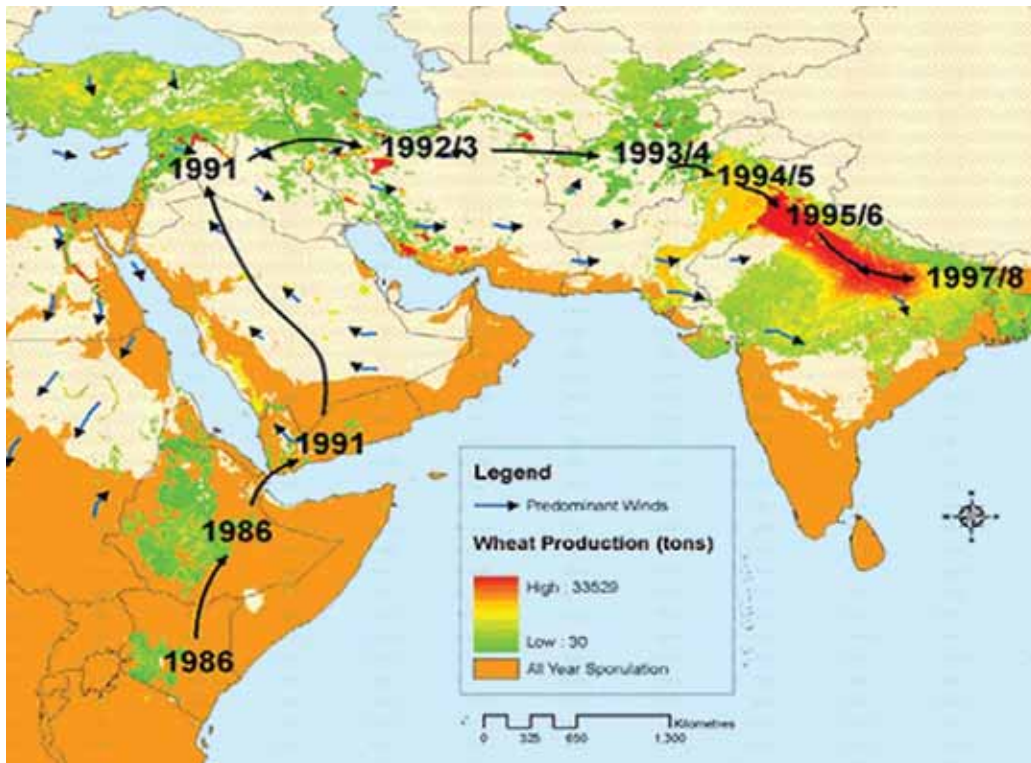 1992/3
1993/4
1991
1994/5
1995/6
1997/8
1991
1986
1986
Legend
Predominant Winds
Wheat Production (tons)
High : 33529
Low : 30
All Year Sporulation
Kilometres
0 325 650 1,300